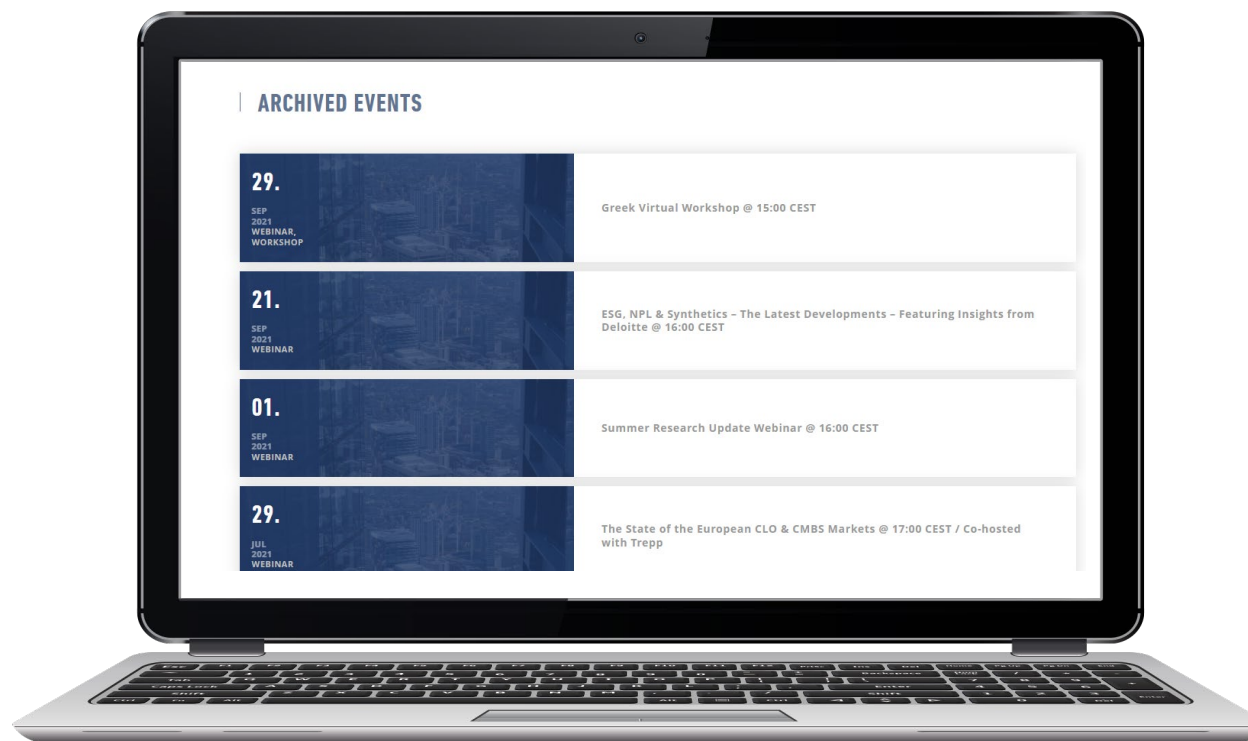 ARCHIVED EVENTS
29.
SEP
2021
WEBINAR,
WORKSHOP
Greek Virtual Workshop @ 15:00 CEST
21.
SEP
2021
WEBINAR
ESG, NPL & Synthetics – The Latest Developments – Featuring Insights from
Deloitte @ 16:00 CEST
01.
SEP
2021
WEBINAR
Summer Research Update Webinar @ 16:00 CEST
29.
JUL
2021
WEBINAR
The State of the European CLO & CMBS Markets @ 17:00 CEST / Co-hosted
with Trepp